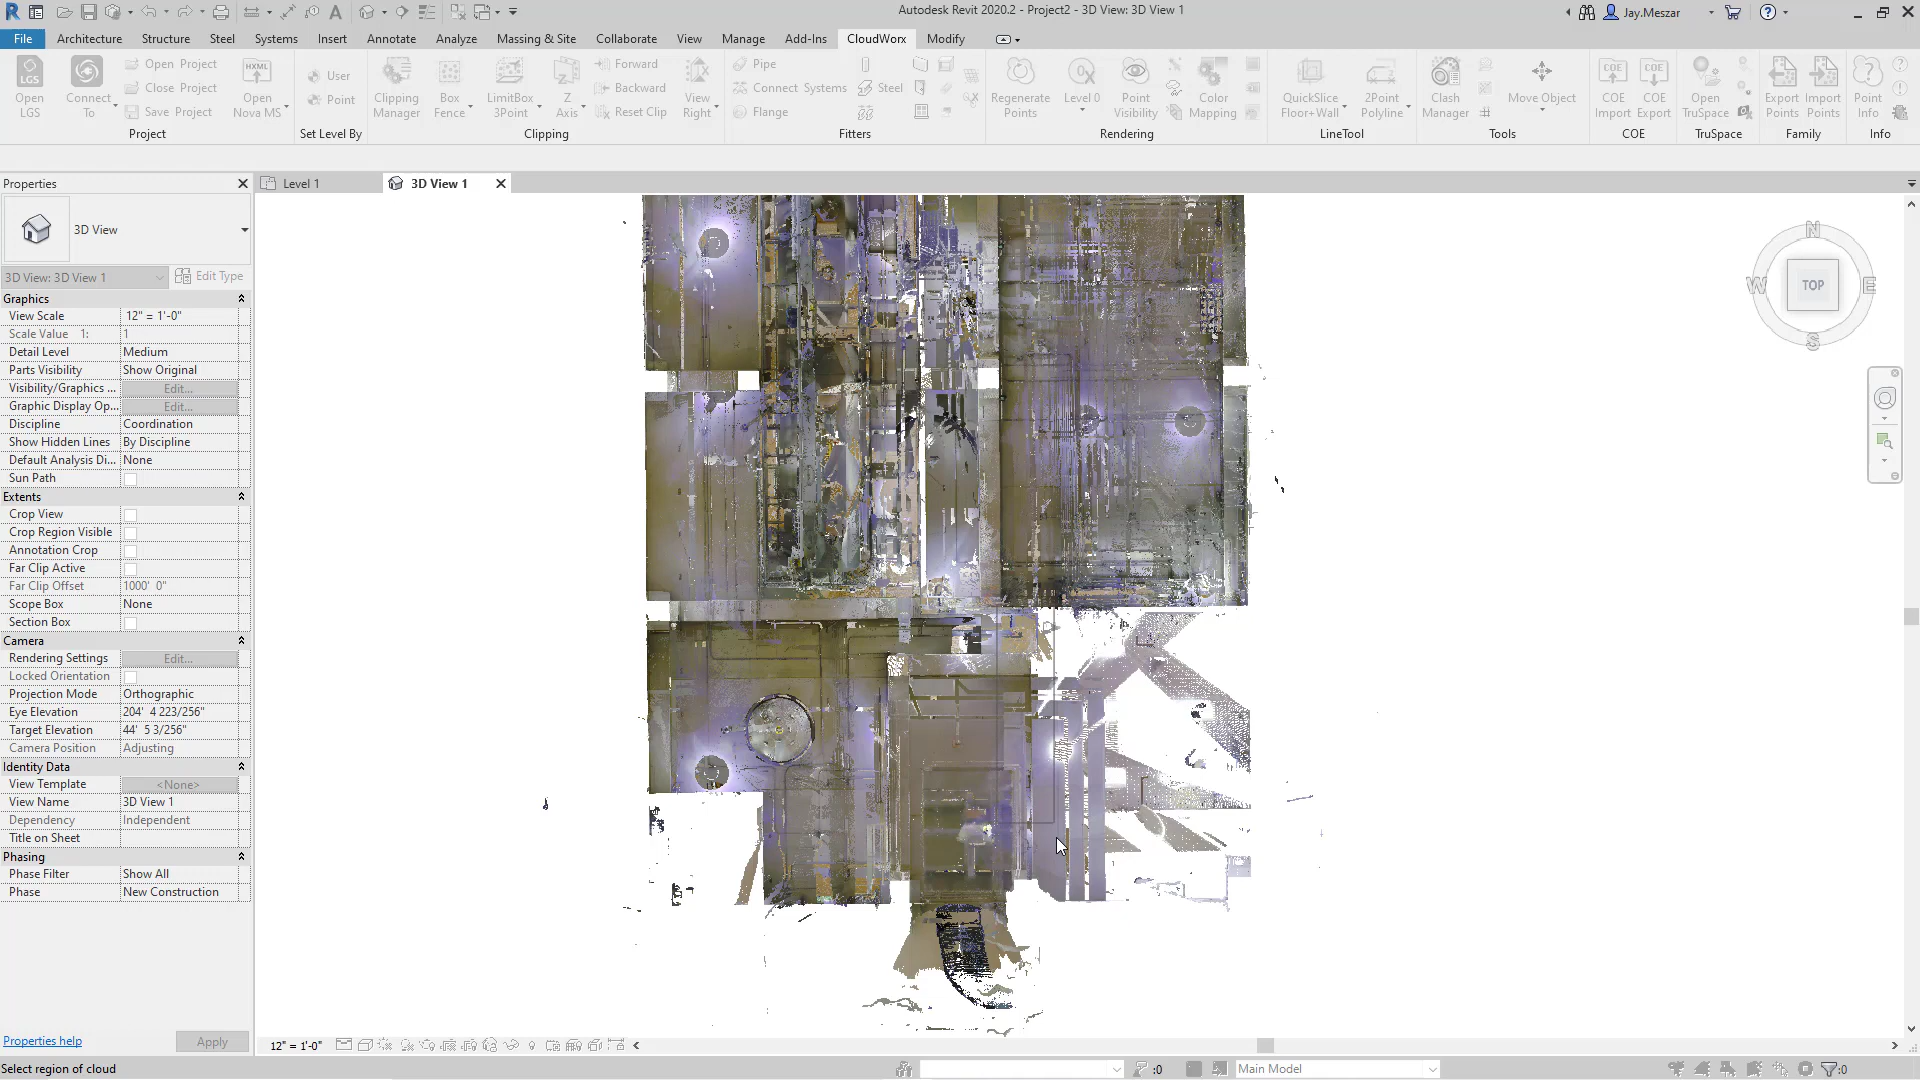 Autodesk Revit 2020.2 - Project2 - 3D View: 3D View 1
Jay.Meszar
File Architecture Structure Steel Systems Insert Annotate Analyze Massing & Site Collaborate View Manage Add-Ins CloudWorx Modify
Open LGS
Connect To
Open Project
Close Project
Save Project
Open Nova MS
Project
User
Point
Set Level By
Clipping Manager
Box Fence
LimitBox 3Point
Z Axis
Forward
Backward
Reset Clip
View Right
Clipping
Pipe
Connect Systems
Flange
Steel
Fitters
Regenerate Points
Level 0
Point Visibility
Color Mapping
Rendering
QuickSlice Floor+Wall
2Point Polyline
LineTool
Clash Manager
Move Object
Tools
COE Import
COE Export
COE
Open TruSpace
TruSpace
Export Points
Import Points
Family
Point Info
Info
Properties
Level 1
3D View 1
3D View
3D View: 3D View 1
Edit Type
Graphics
View Scale 12" = 1'-0"
Scale Value 1: 1
Detail Level Medium
Parts Visibility Show Original
Visibility/Graphics ... Edit...
Graphic Display Op... Edit...
Discipline Coordination
Show Hidden Lines By Discipline
Default Analysis Di... None
Sun Path
Extents
Crop View
Crop Region Visible
Annotation Crop
Far Clip Active
Far Clip Offset 1000' 0"
Scope Box None
Section Box
Camera
Rendering Settings Edit...
Locked Orientation
Projection Mode Orthographic
Eye Elevation 204' 4 223/256"
Target Elevation 44' 5 3/256"
Camera Position Adjusting
Identity Data
View Template <None>
View Name 3D View 1
Dependency Independent
Title on Sheet
Phasing
Phase Filter Show All
Phase New Construction
Properties help
Apply
N
W
TOP
E
S
12" = 1'-0"
Select region of cloud
:0
Main Model
:0